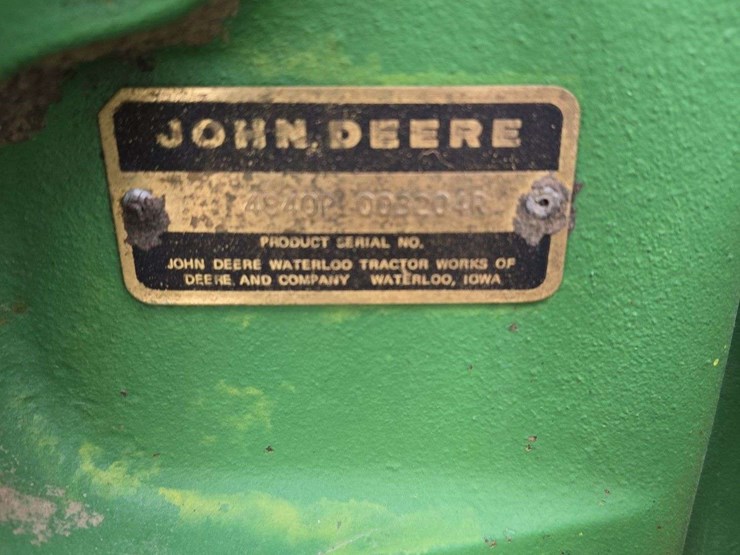 JOHN DEERE
PRODUCT SERIAL NO.
JOHN DEERE WATERLOO TRACTOR WORKS OF
DEERE AND COMPANY WATERLOO, IOWA